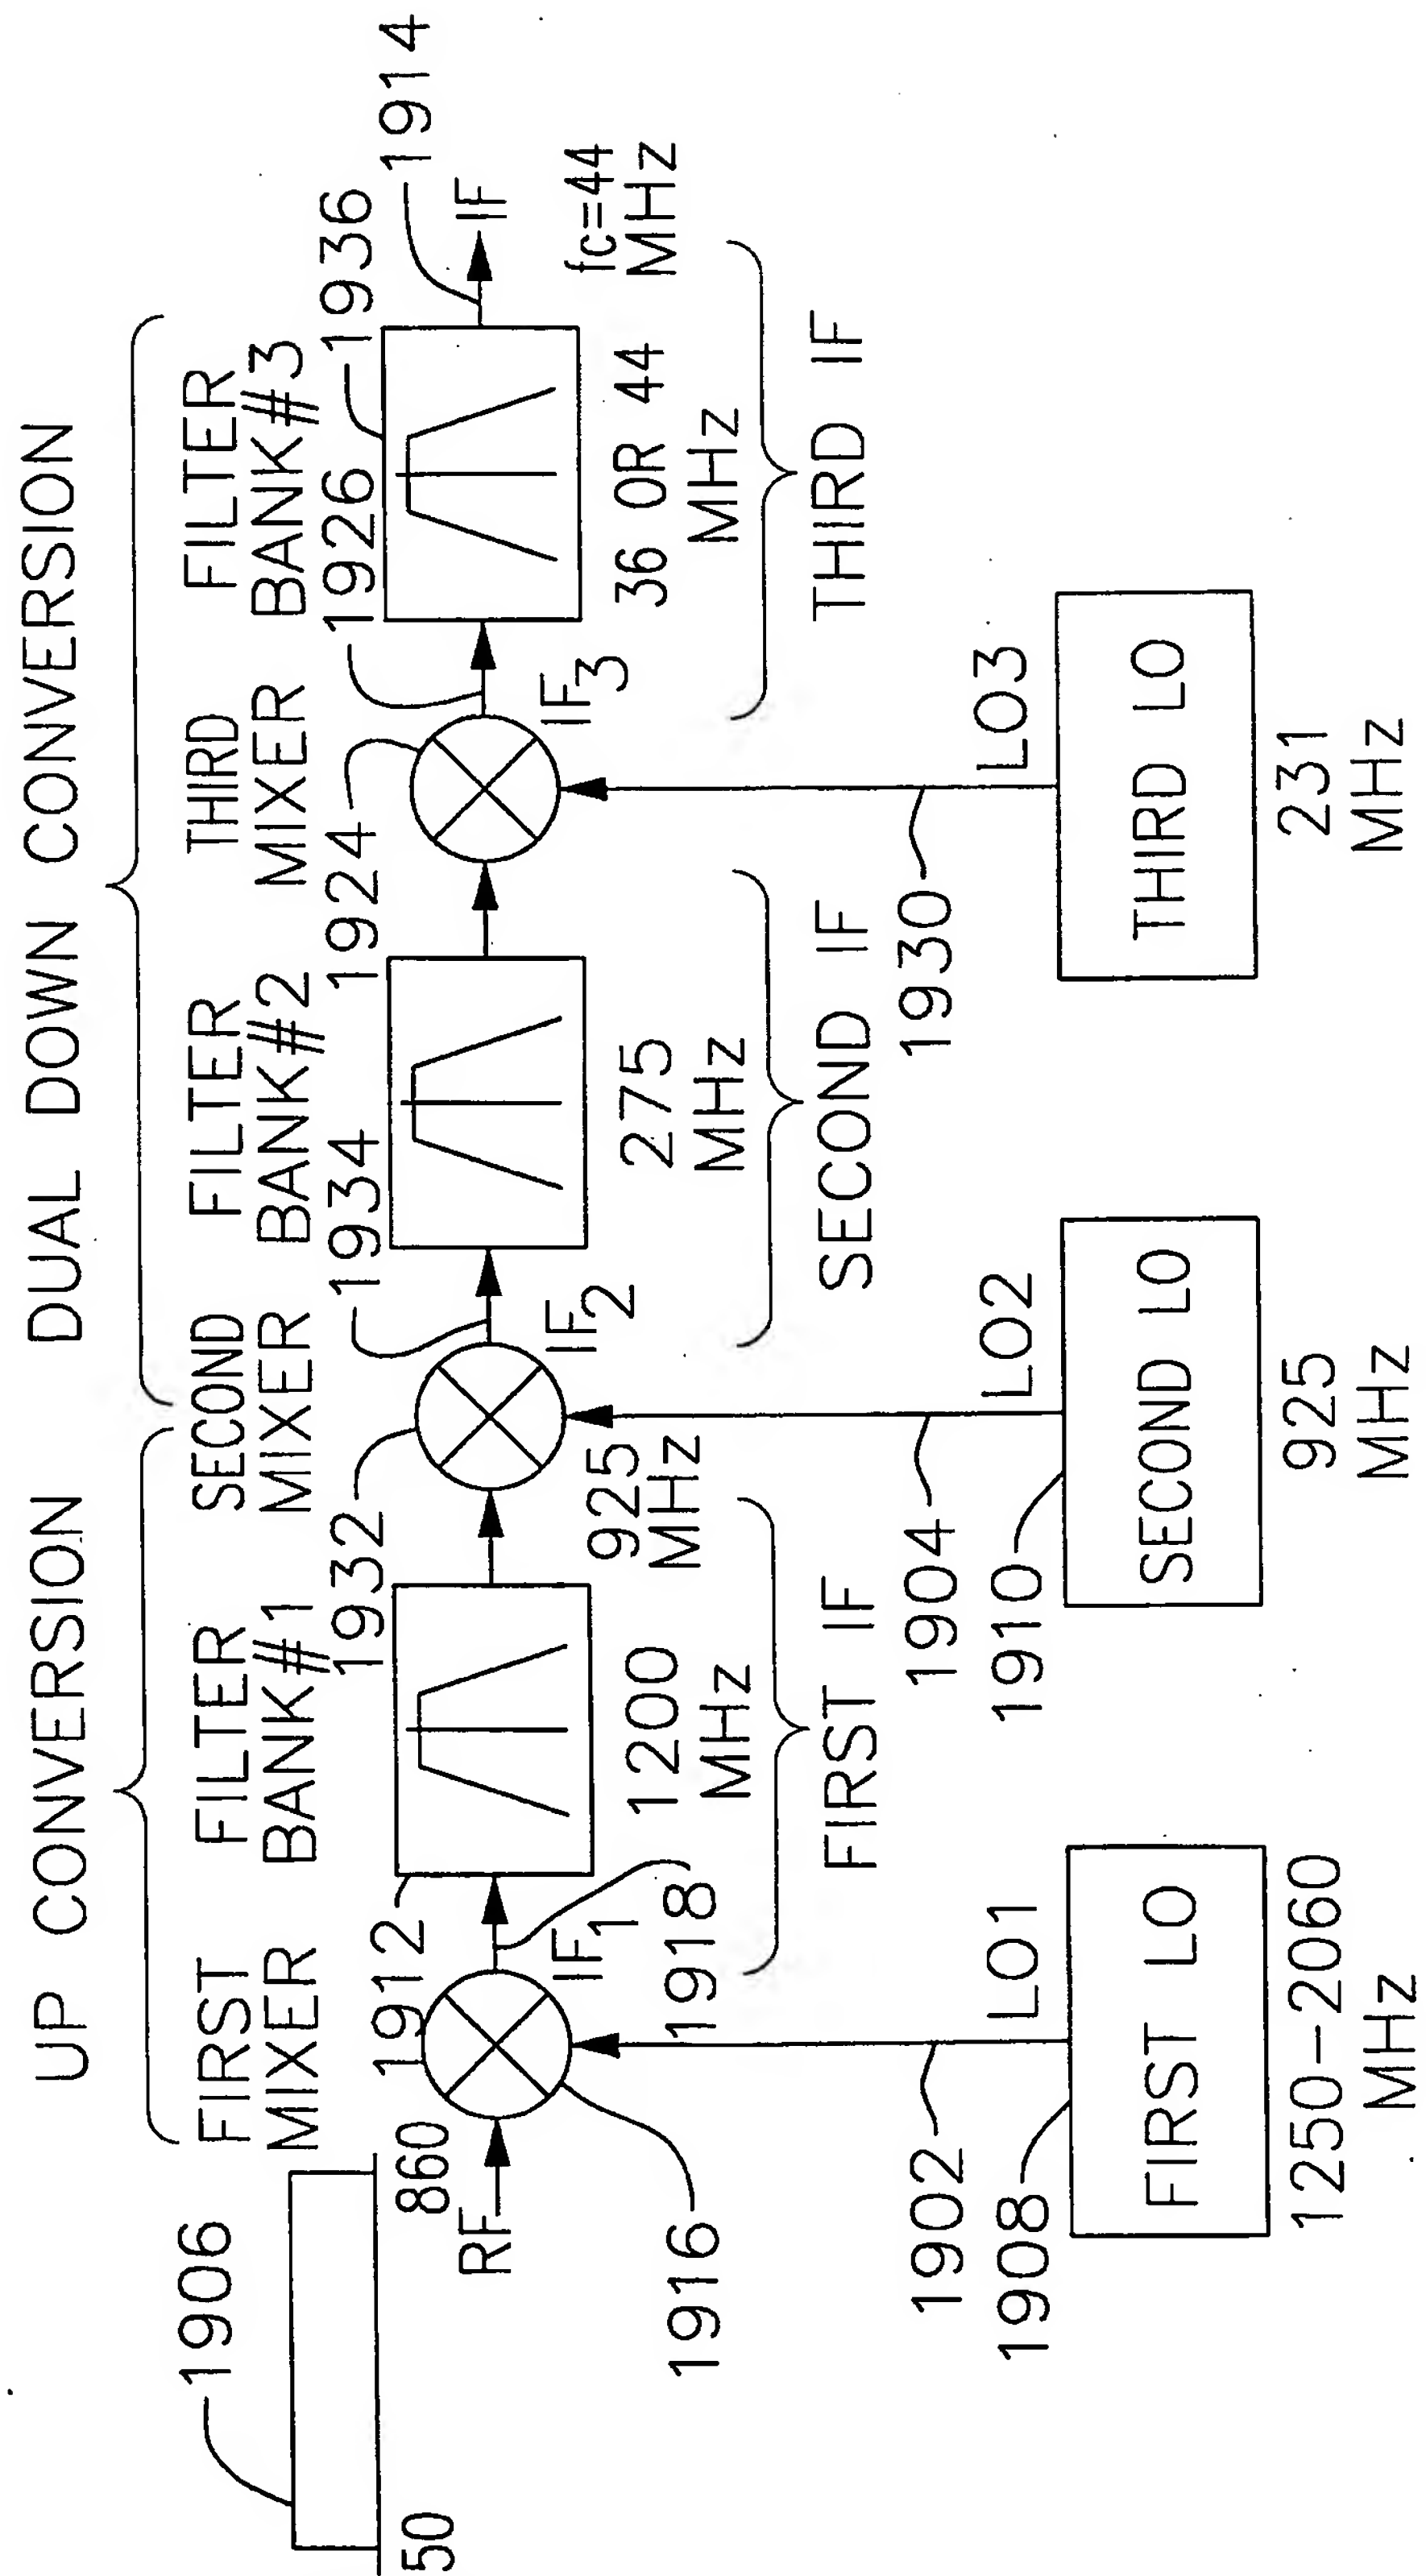 UP CONVERSION
DUAL DOWN CONVERSION
FIRST
MIXER
FILTER
BANK#1
SECOND
MIXER
FILTER
BANK#2
THIRD
MIXER
FILTER
BANK#3
1906
50
860
RF
1912
1932
1934
1924
1926
1936
1914
IF
1916
IF1
1918
1200
MHz
925
MHz
IF2
275
MHz
IF3
36 OR 44
MHz
fc=44
MHz
FIRST IF
SECOND IF
THIRD IF
1902
1908
LO1
1904
1910
LO2
1930
LO3
FIRST LO
SECOND LO
THIRD LO
1250-2060
MHz
925
MHz
231
MHz